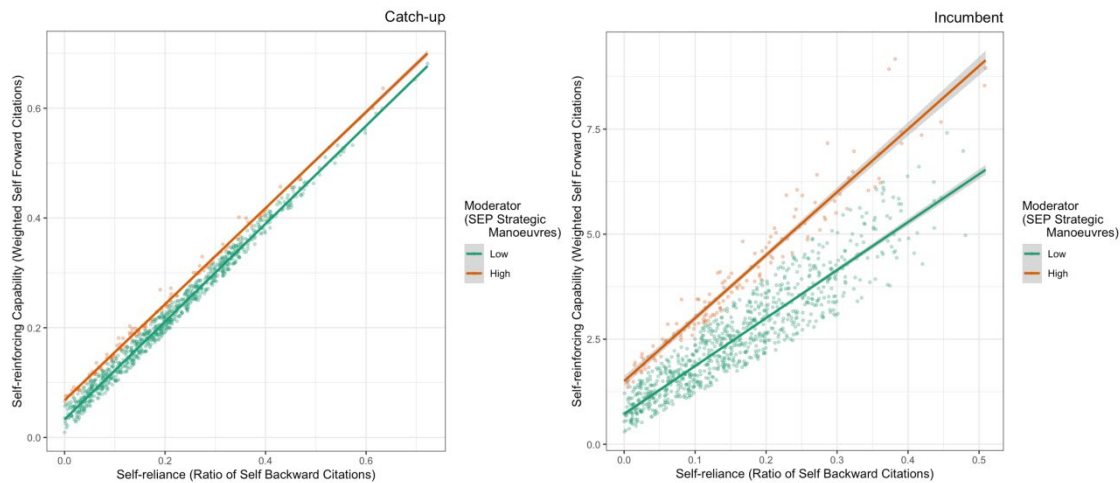 Catch-up
Self-reinforcing Capability (Weighted Self Forward Citations)
0.6
0.4
0.2
0.0
0.0 0.2 0.4 0.6
Self-reliance (Ratio of Self Backward Citations)
Moderator
(SEP Strategic
Manoeuvres)
Low
High
Incumbent
Self-reinforcing Capability (Weighted Self Forward Citations)
7.5
5.0
2.5
0.0
0.0 0.1 0.2 0.3 0.4 0.5
Self-reliance (Ratio of Self Backward Citations)
Moderator
(SEP Strategic
Manoeuvres)
Low
High